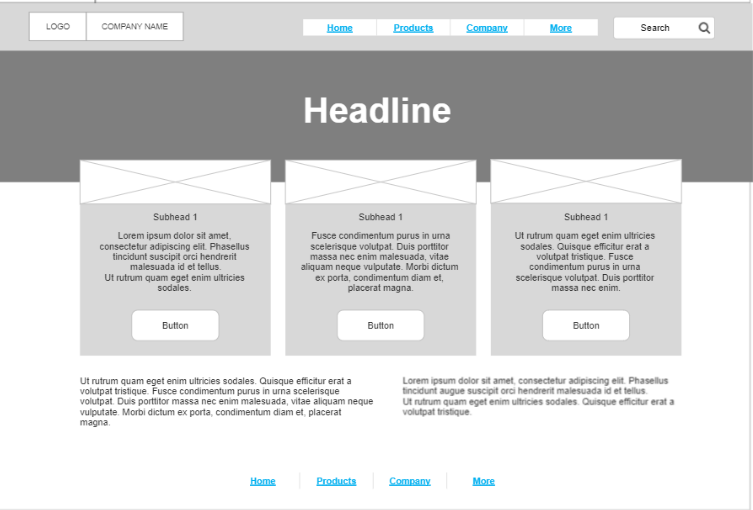 LOGO
COMPANY NAME
Home
Products
Company
More
Search
Headline
Subhead 1
Lorem ipsum dolor sit amet,
consectetur adipiscing elit. Phasellus
tincidunt suscipit orci hendrerit
malesuada id et tellus.
Ut rutrum quam eget enim ultricies
sodales.
Button
Subhead 1
Fusce condimentum purus in urna
scelerisque volutpat. Duis porttitor
massa nec enim malesuada, vitae
aliquam neque vulputate. Morbi dictum
ex porta, condimentum diam et,
placerat magna.
Button
Subhead 1
Ut rutrum quam eget enim ultricies
sodales. Quisque efficitur erat a
volutpat tristique. Fusce
condimentum purus in urna
scelerisque volutpat. Duis porttitor
massa nec enim.
Button
Ut rutrum quam eget enim ultricies sodales. Quisque efficitur erat a
volutpat tristique. Fusce condimentum purus in urna scelerisque
volutpat. Duis porttitor massa nec enim malesuada, vitae aliquam neque
vulputate. Morbi dictum ex porta, condimentum diam et, placerat
magna.
Lorem ipsum dolor sit amet, consectetur adipiscing elit. Phasellus
tincidunt augue suscipit orci hendrerit malesuada id et tellus.
Ut rutrum quam eget enim ultricies sodales. Quisque efficitur erat a
volutpat tristique.
Home
Products
Company
More